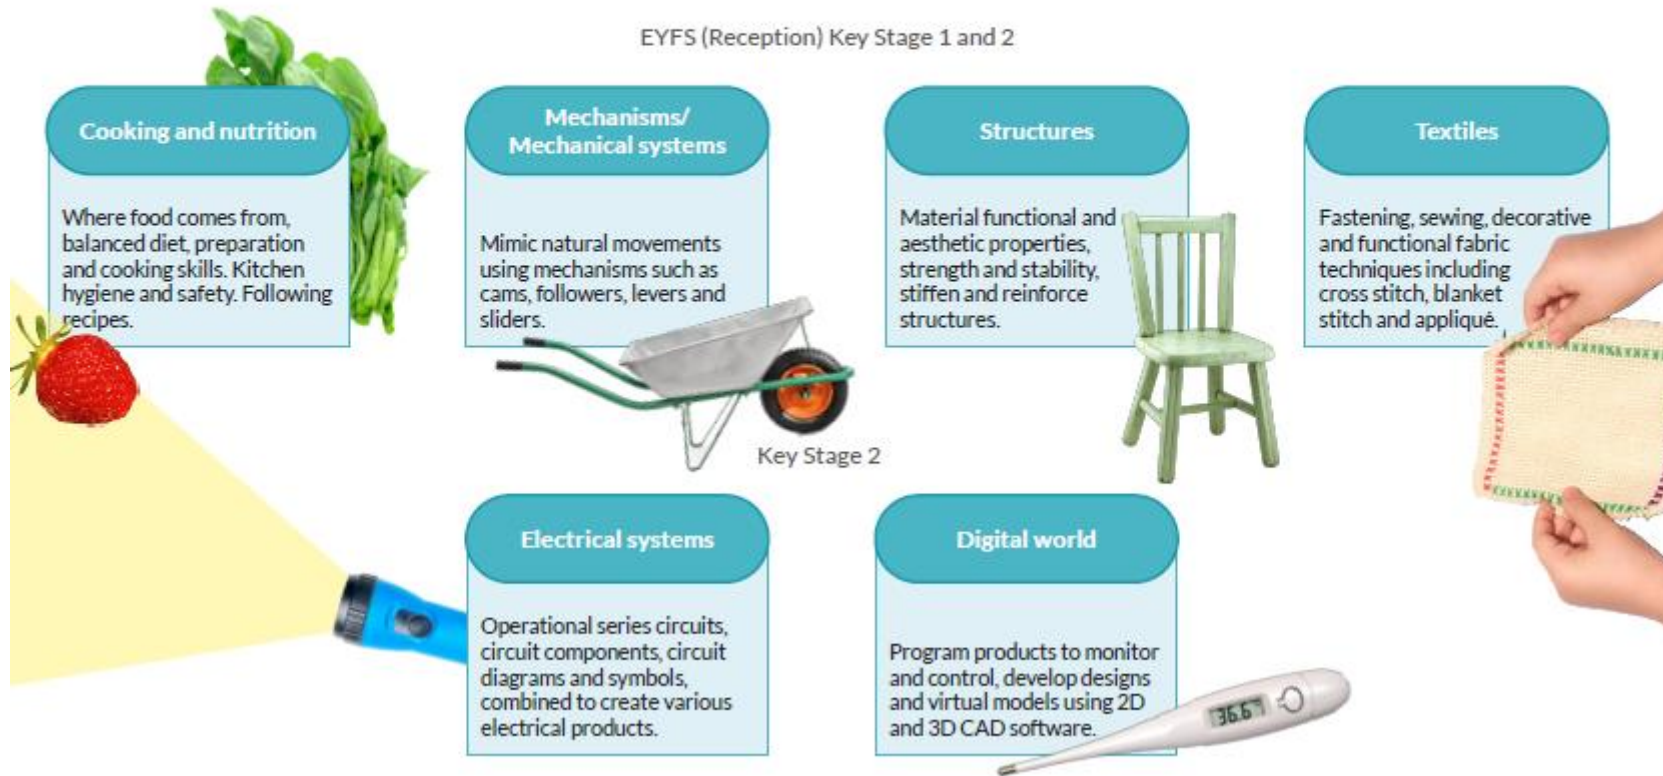 EYFS (Reception) Key Stage 1 and 2
Cooking and nutrition
Where food comes from,
balanced diet, preparation
and cooking skills. Kitchen
hygiene and safety. Following
recipes.
Mechanisms/
Mechanical systems
Mimic natural movements
using mechanisms such as
cams, followers, levers and
sliders.
Structures
Material functional and
aesthetic properties,
strength and stability,
stiffen and reinforce
structures.
Textiles
Fastening, sewing, decorative
and functional fabric
techniques including
cross stitch, blanket
stitch and appliqué.
Key Stage 2
Electrical systems
Operational series circuits,
circuit components, circuit
diagrams and symbols,
combined to create various
electrical products.
Digital world
Program products to monitor
and control, develop designs
and virtual models using 2D
and 3D CAD software.
36.6